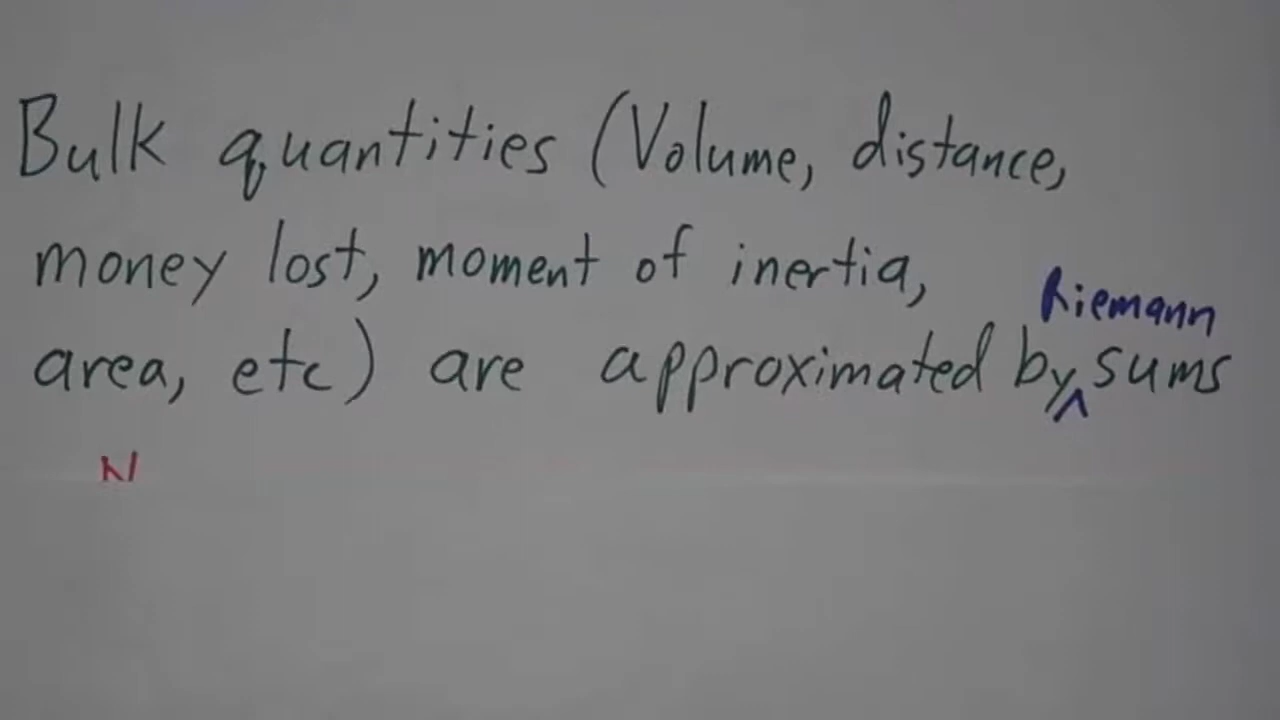 Bulk quantities (Volume, distance,
money lost, moment of inertia,
area, etc) are approximated by ^ Riemann sums
N